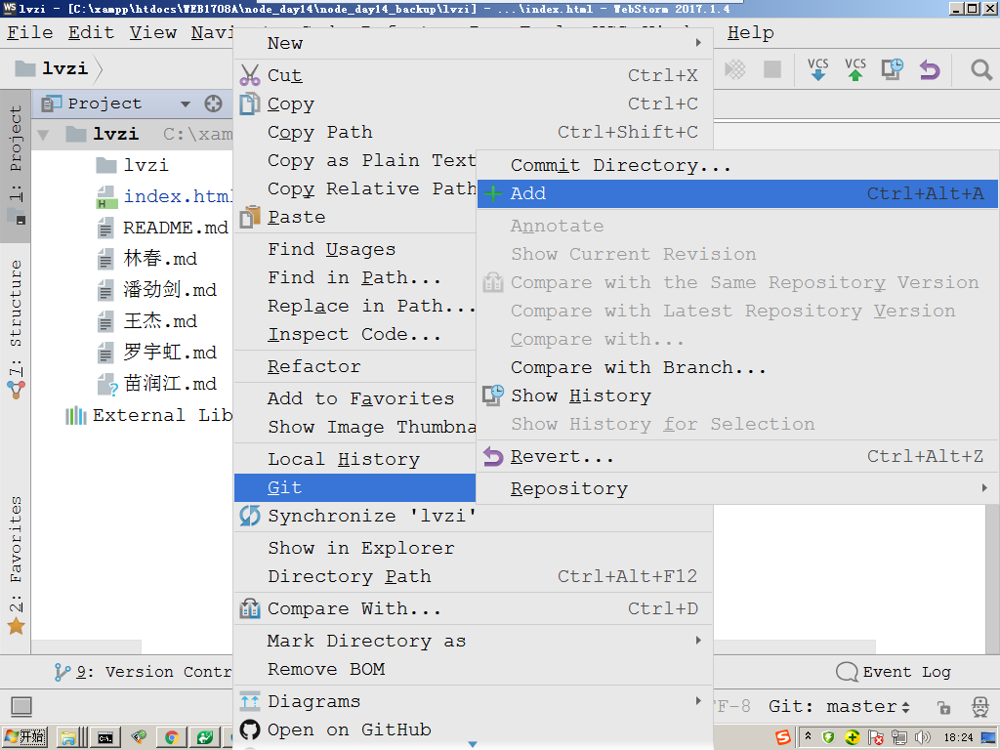 lvzi - [C:\xampp\htdocs\WEB1708A\node_day14\node_day14_backup\lvzi] - ...\index.html - WebStorm 2017.1.4
File Edit View Navi Help
lvzi
VCS VCS
1: Project
7: Structure
2: Favorites
Project
lvzi C:\xam
lvzi
index.html
README.md
林春.md
潘劲剑.md
王杰.md
罗宇虹.md
苗润江.md
External Lib
New
Cut Ctrl+X
Copy Ctrl+C
Copy Path Ctrl+Shift+C
Copy as Plain Text
Copy Relative Path
Paste
Find Usages
Find in Path...
Replace in Path...
Inspect Code...
Refactor
Add to Favorites
Show Image Thumbna
Local History
Git
Synchronize 'lvzi'
Show in Explorer
Directory Path Ctrl+Alt+F12
Compare With... Ctrl+D
Mark Directory as
Remove BOM
Diagrams
Open on GitHub
Commit Directory...
Add Ctrl+Alt+A
Annotate
Show Current Revision
Compare with the Same Repository Version
Compare with Latest Repository Version
Compare with...
Compare with Branch...
Show History
Show History for Selection
Revert... Ctrl+Alt+Z
Repository
9: Version Contr
Event Log
TF-8 Git: master
开始
18:24